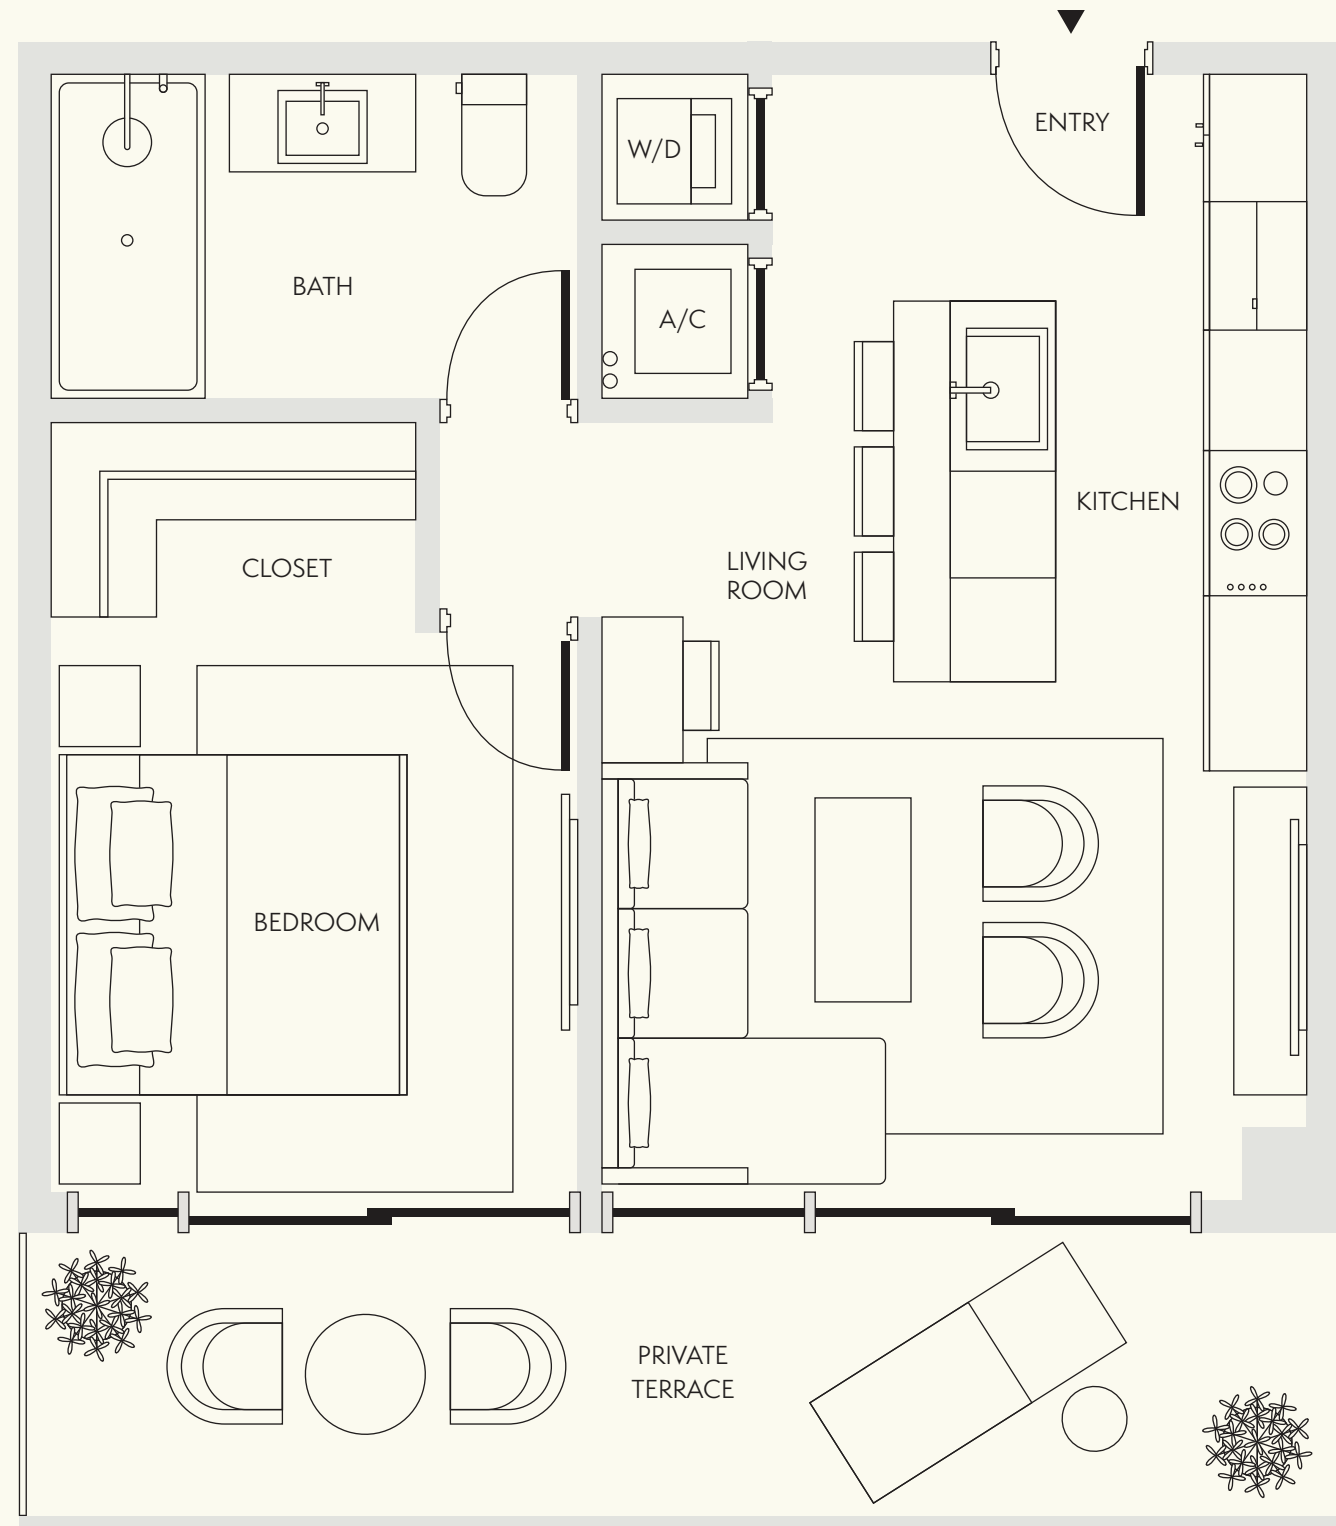 ENTRY
W/D
BATH
A/C
KITCHEN
LIVING
ROOM
CLOSET
BEDROOM
PRIVATE
TERRACE